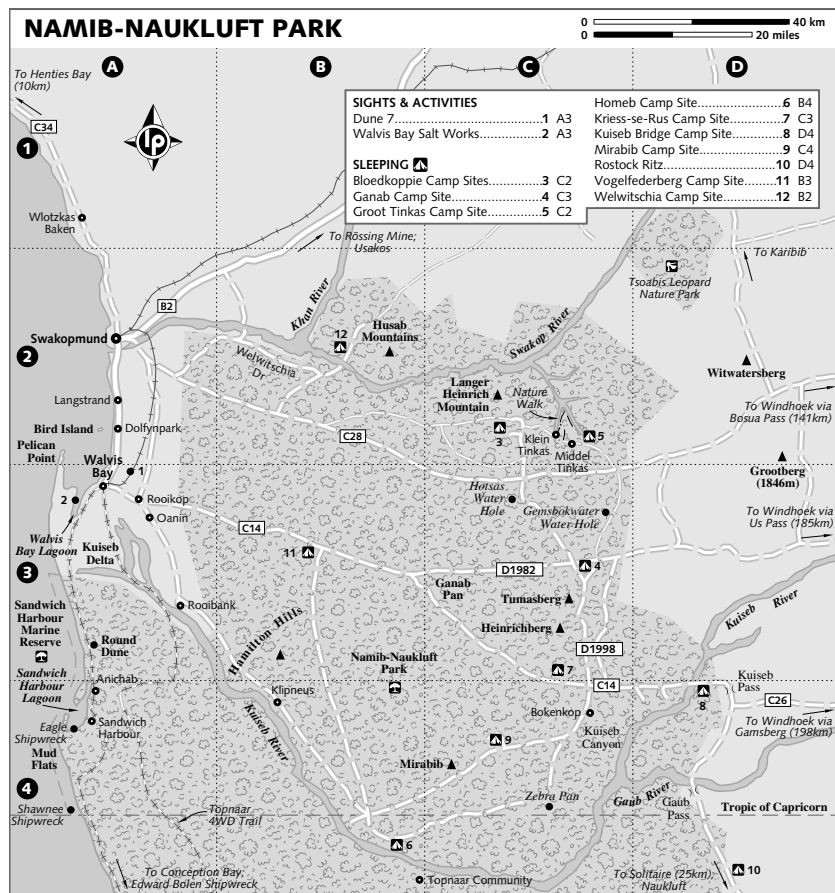 NAMIB-NAUKLUFT PARK
0 40 km
0 20 miles
A
B
C
D
To Henties Bay
(10km)
C34
lp
SIGHTS & ACTIVITIES
Dune 7 1 A3
Walvis Bay Salt Works 2 A3
SLEEPING
Bloedkoppie Camp Sites 3 C2
Ganab Camp Site 4 C3
Groot Tinkas Camp Site 5 C2
Homeb Camp Site 6 B4
Kriess-se-Rus Camp Site 7 C3
Kuiseb Bridge Camp Site 8 D4
Mirabib Camp Site 9 C4
Rostock Ritz 10 D4
Vogelfederberg Camp Site 11 B3
Welwitschia Camp Site 12 B2
1
Wlotzkas
Baken
To Rössing Mine;
Usakos
To Karibib
Tsoabis Leopard
Nature Park
B2
Khan River
Swakop River
Swakopmund
2
12
Husab
Mountains
Welwitschia
Dr
Witwatersberg
Langer
Heinrich
Mountain
Nature
Walk
Langstrand
To Windhoek via
Bosua Pass (141km)
Bird Island
Dolfynpark
Pelican
Point
C28
3
Klein
Tinkas
5
Middel
Tinkas
Walvis
Bay
1
Grootberg
(1846m)
2
Rooikop
Oanin
Hotsas
Water
Hole
Gemsbokwater
Water Hole
To Windhoek via
Us Pass (185km)
Walvis
Bay Lagoon
Kuiseb
Delta
C14
11
3
D1982
4
Ganab
Pan
Tumasberg
Kuiseb River
Sandwich
Harbour
Marine
Reserve
Rooibank
Hamilton Hills
Heinrichberg
Round
Dune
D1998
Namib-Naukluft
Park
7
Sandwich
Harbour
Lagoon
Anichab
C14
Kuiseb
Pass
Klipneus
8
C26
Eagle
Shipwreck
Sandwich
Harbour
Bokenkop
Kuiseb
Canyon
To Windhoek via
Gamsberg (198km)
Kuiseb River
9
Mud
Flats
Mirabib
4
Gaub River
Zebra Pan
Gaub
Pass
Tropic of Capricorn
Shawnee
Shipwreck
Topnaar
4WD Trail
6
To Conception Bay,
Edward Bolen Shipwreck
Topnaar Community
To Solitaire (25km);
Naukluft
10